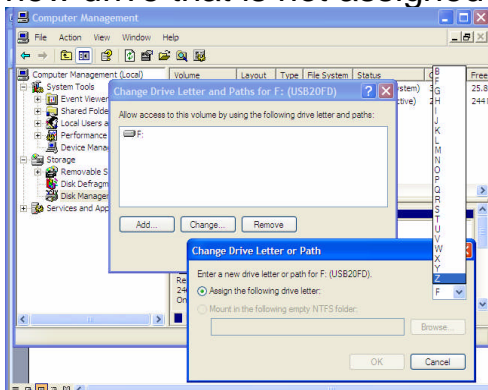 Computer Management
File Action View Window Help
Computer Management (Local)
System Tools
Event Viewer
Shared Folde
Local Users a
Performance
Device Mana
Storage
Removable S
Disk Defragm
Disk Manager
Services and App
Volume Layout Type File System Status Free
25.8
Change Drive Letter and Paths for F: (USB20FD)
Allow access to this volume by using the following drive letter and paths:
F:
Add... Change... Remove
B
F
G
H
I
J
K
L
M
N
O
P
Q
R
S
T
U
V
W
X
Y
Z
Change Drive Letter or Path
Enter a new drive letter or path for F: (USB20FD).
Assign the following drive letter:
F
Mount in the following empty NTFS folder:
Browse...
OK Cancel